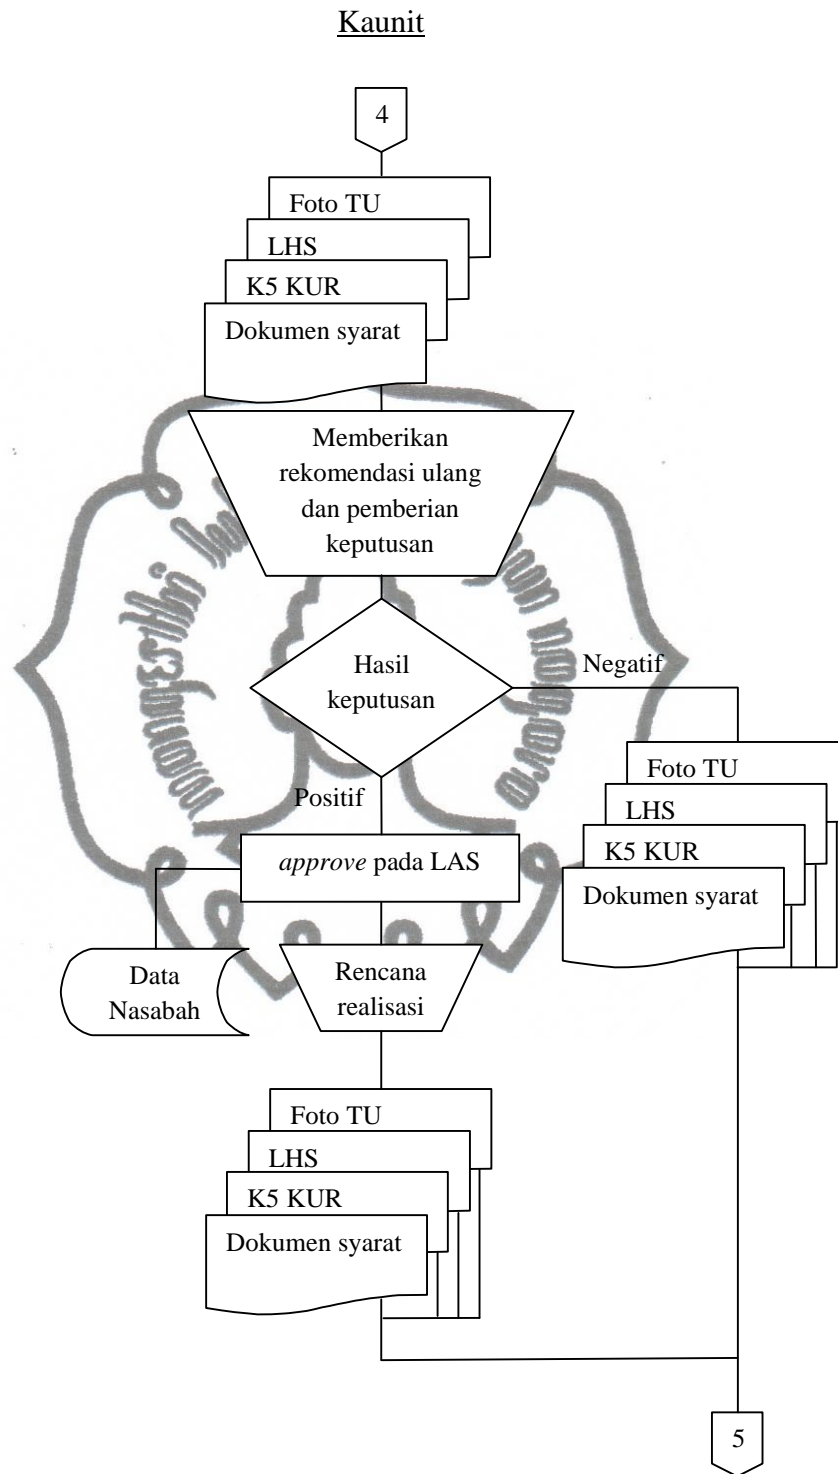 Kaunit
4
Foto TU
LHS
K5 KUR
Dokumen syarat
Memberikan
rekomendasi ulang
dan pemberian
keputusan
Hasil
keputusan
Negatif
Positif
Foto TU
LHS
K5 KUR
Dokumen syarat
approve pada LAS
Data
Nasabah
Rencana
realisasi
Foto TU
LHS
K5 KUR
Dokumen syarat
5